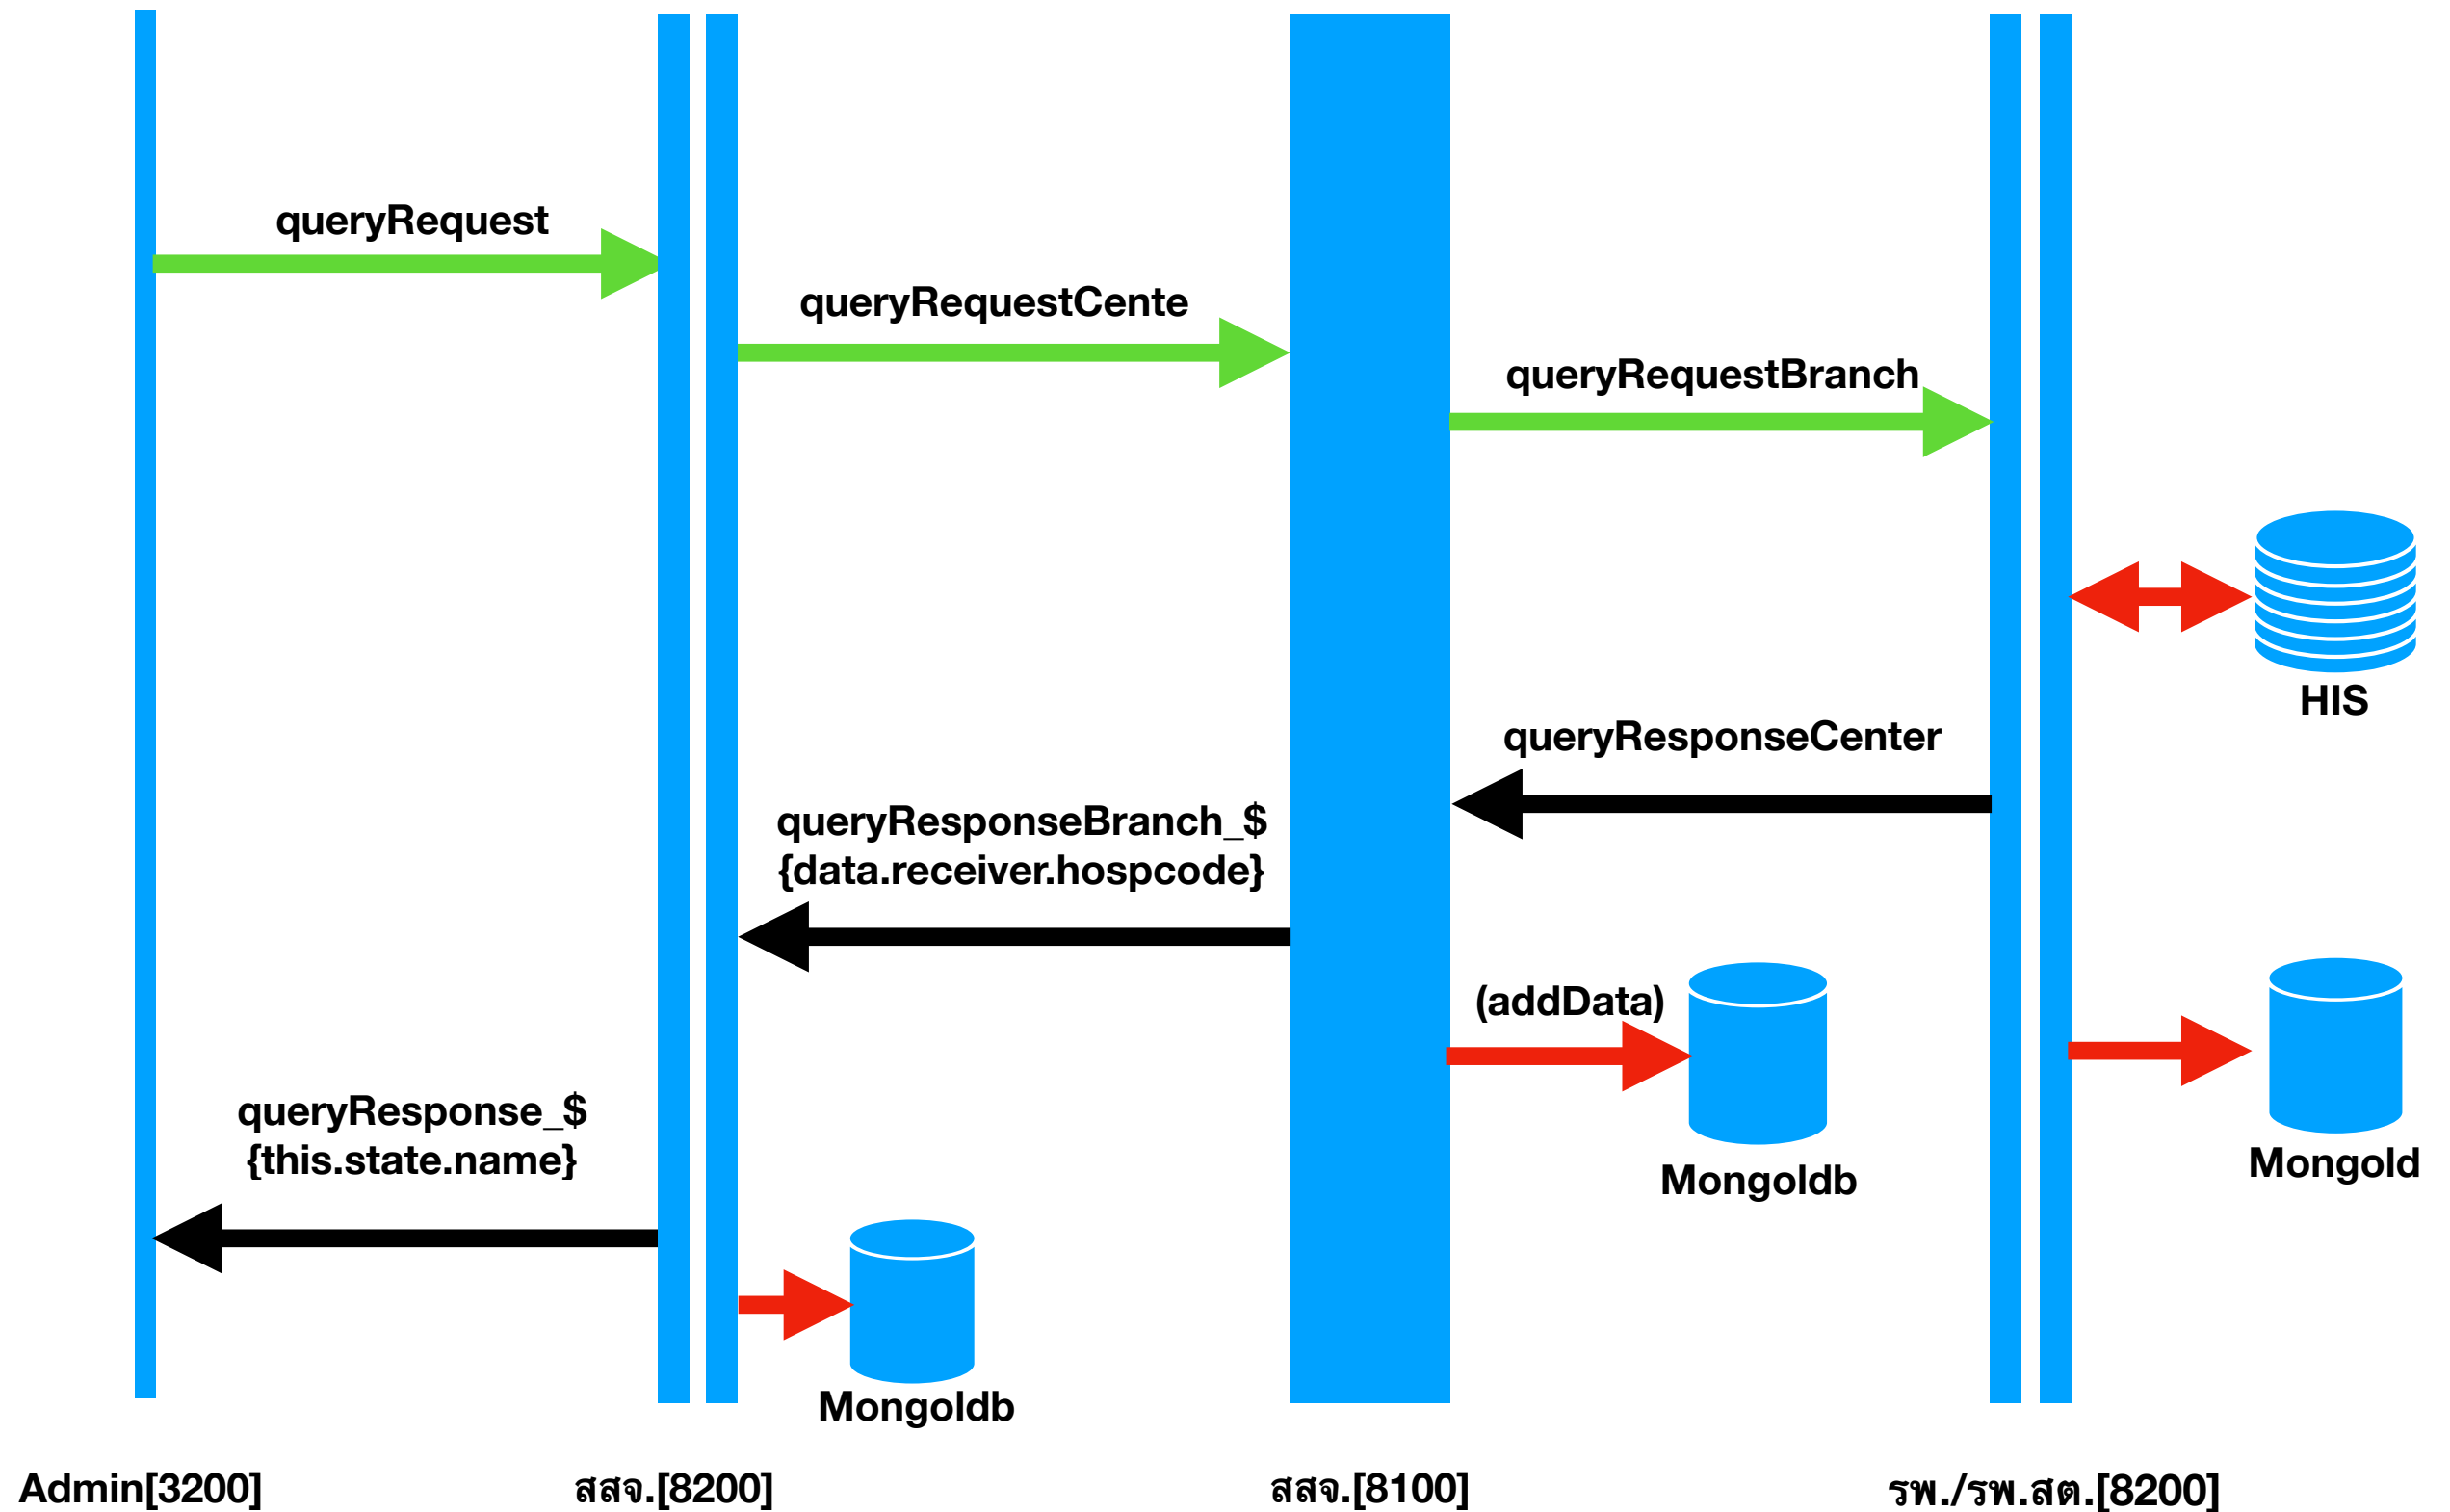 queryRequest
queryRequestCente
queryRequestBranch
HIS
queryResponseCenter
queryResponseBranch_$
{data.receiver.hospcode}
(addData)
queryResponse_$
{this.state.name}
Mongoldb
Mongold
Mongoldb
Admin[3200]
สสจ.[8200]
สสจ.[8100]
รพ./รพ.สต.[8200]